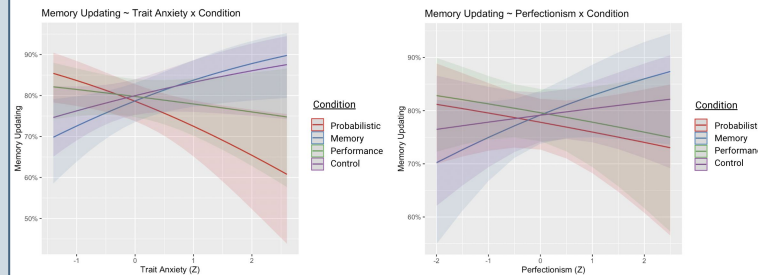 Memory Updating ~ Trait Anxiety x Condition
90%
80%
70%
60%
50%
Memory Updating
-1 0 1 2
Trait Anxiety (Z)
Condition
Probabilistic
Memory
Performance
Control
Memory Updating ~ Perfectionism x Condition
90%
80%
70%
60%
Memory Updating
-2 -1 0 1 2
Perfectionism (Z)
Condition
Probabilist
Memory
Performanc
Control